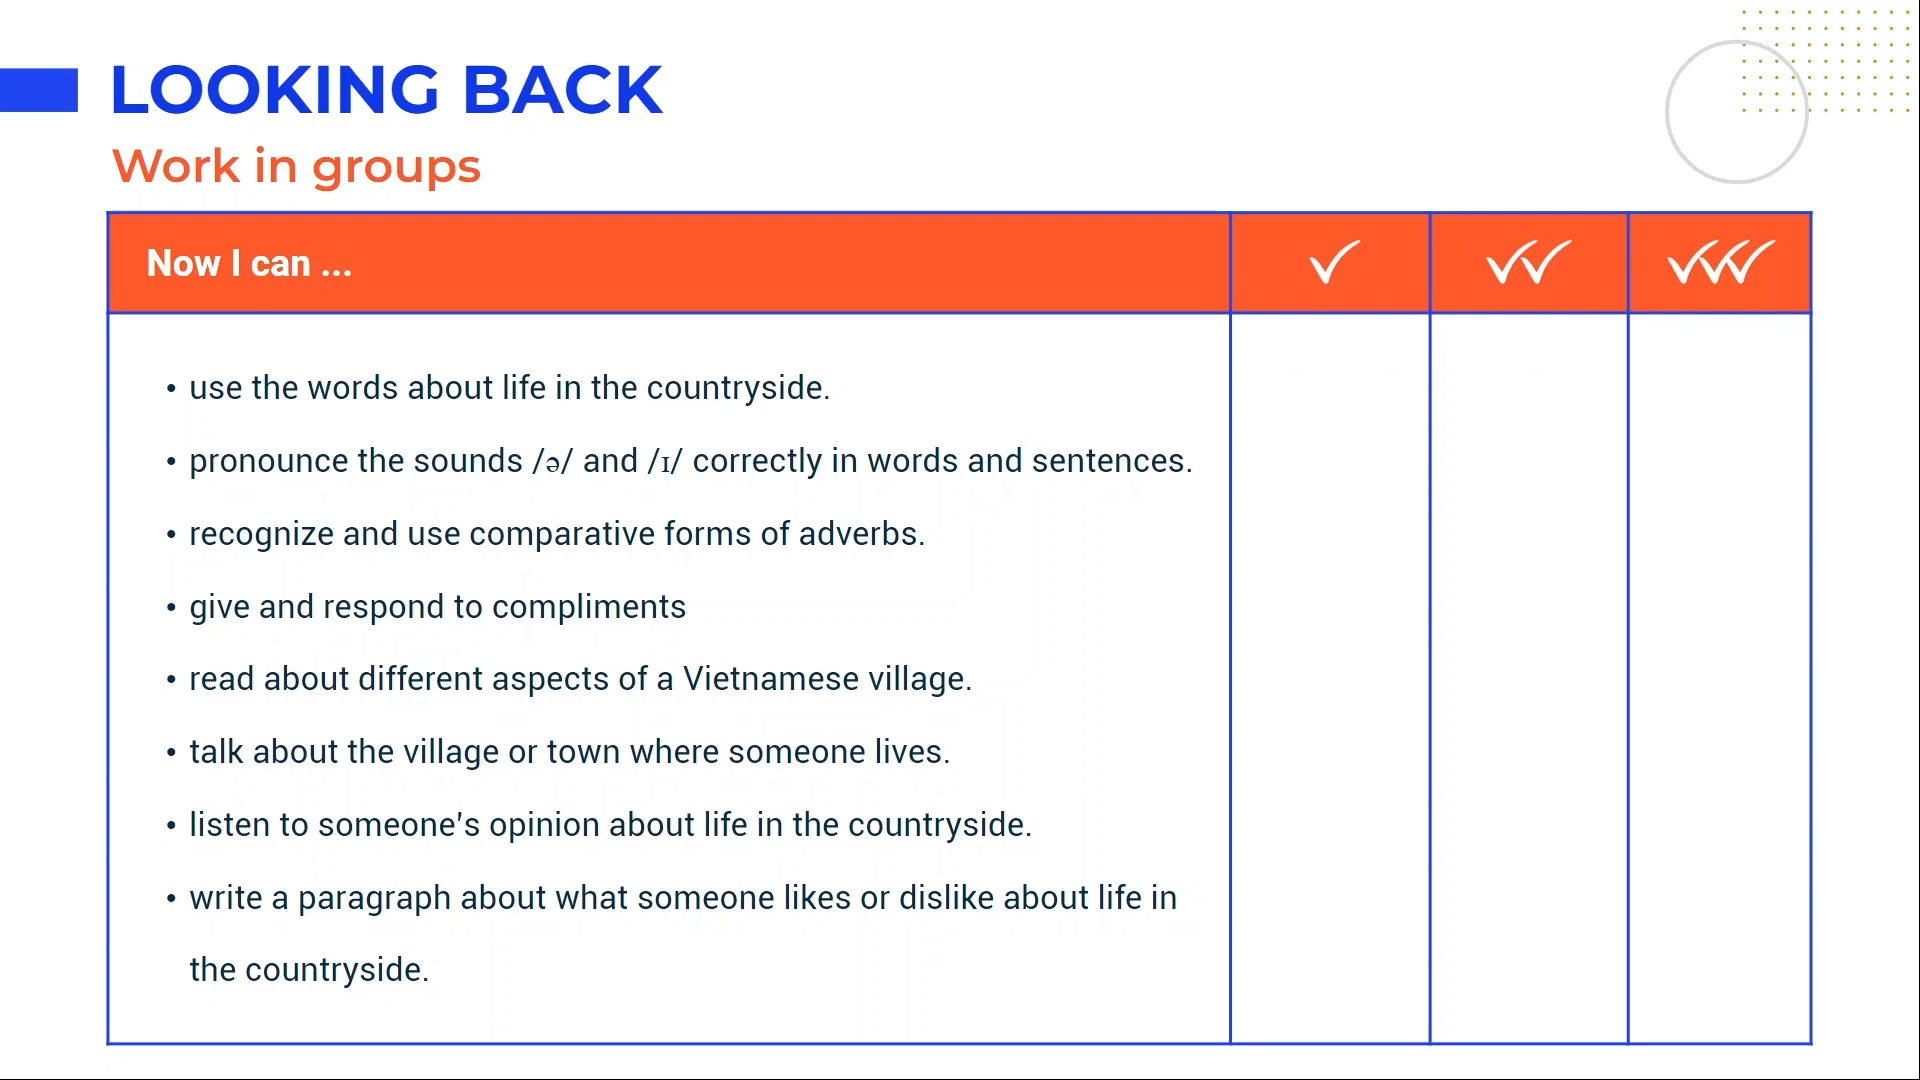 LOOKING BACK
Work in groups
Now I can ... ✓ ✓✓ ✓✓✓
• use the words about life in the countryside.
• pronounce the sounds /ə/ and /ɪ/ correctly in words and sentences.
• recognize and use comparative forms of adverbs.
• give and respond to compliments
• read about different aspects of a Vietnamese village.
• talk about the village or town where someone lives.
• listen to someone's opinion about life in the countryside.
• write a paragraph about what someone likes or dislike about life in
the countryside.